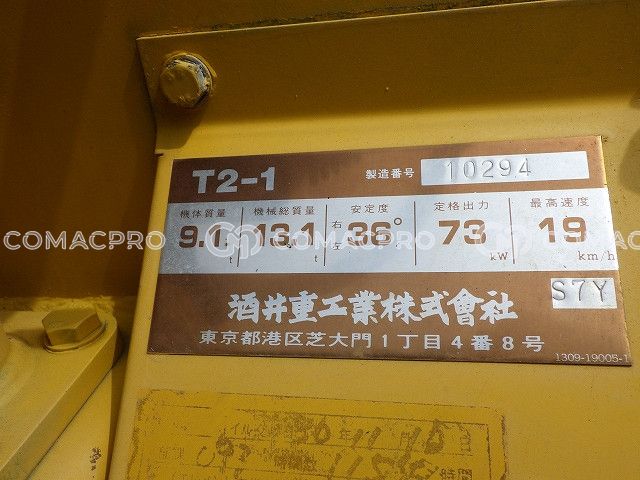 T2-1 製造番号 10294
機体質量 機械総質量 安定度 定格出力 最高速度
9.1 t 13.1 t 右 左 36° 73 kW 19 km/h
COMACPRO COMACPRO COMACPRO
S7Y
酒井重工業株式會社
東京都港区芝大門1丁目4番8号
1309-19005-1